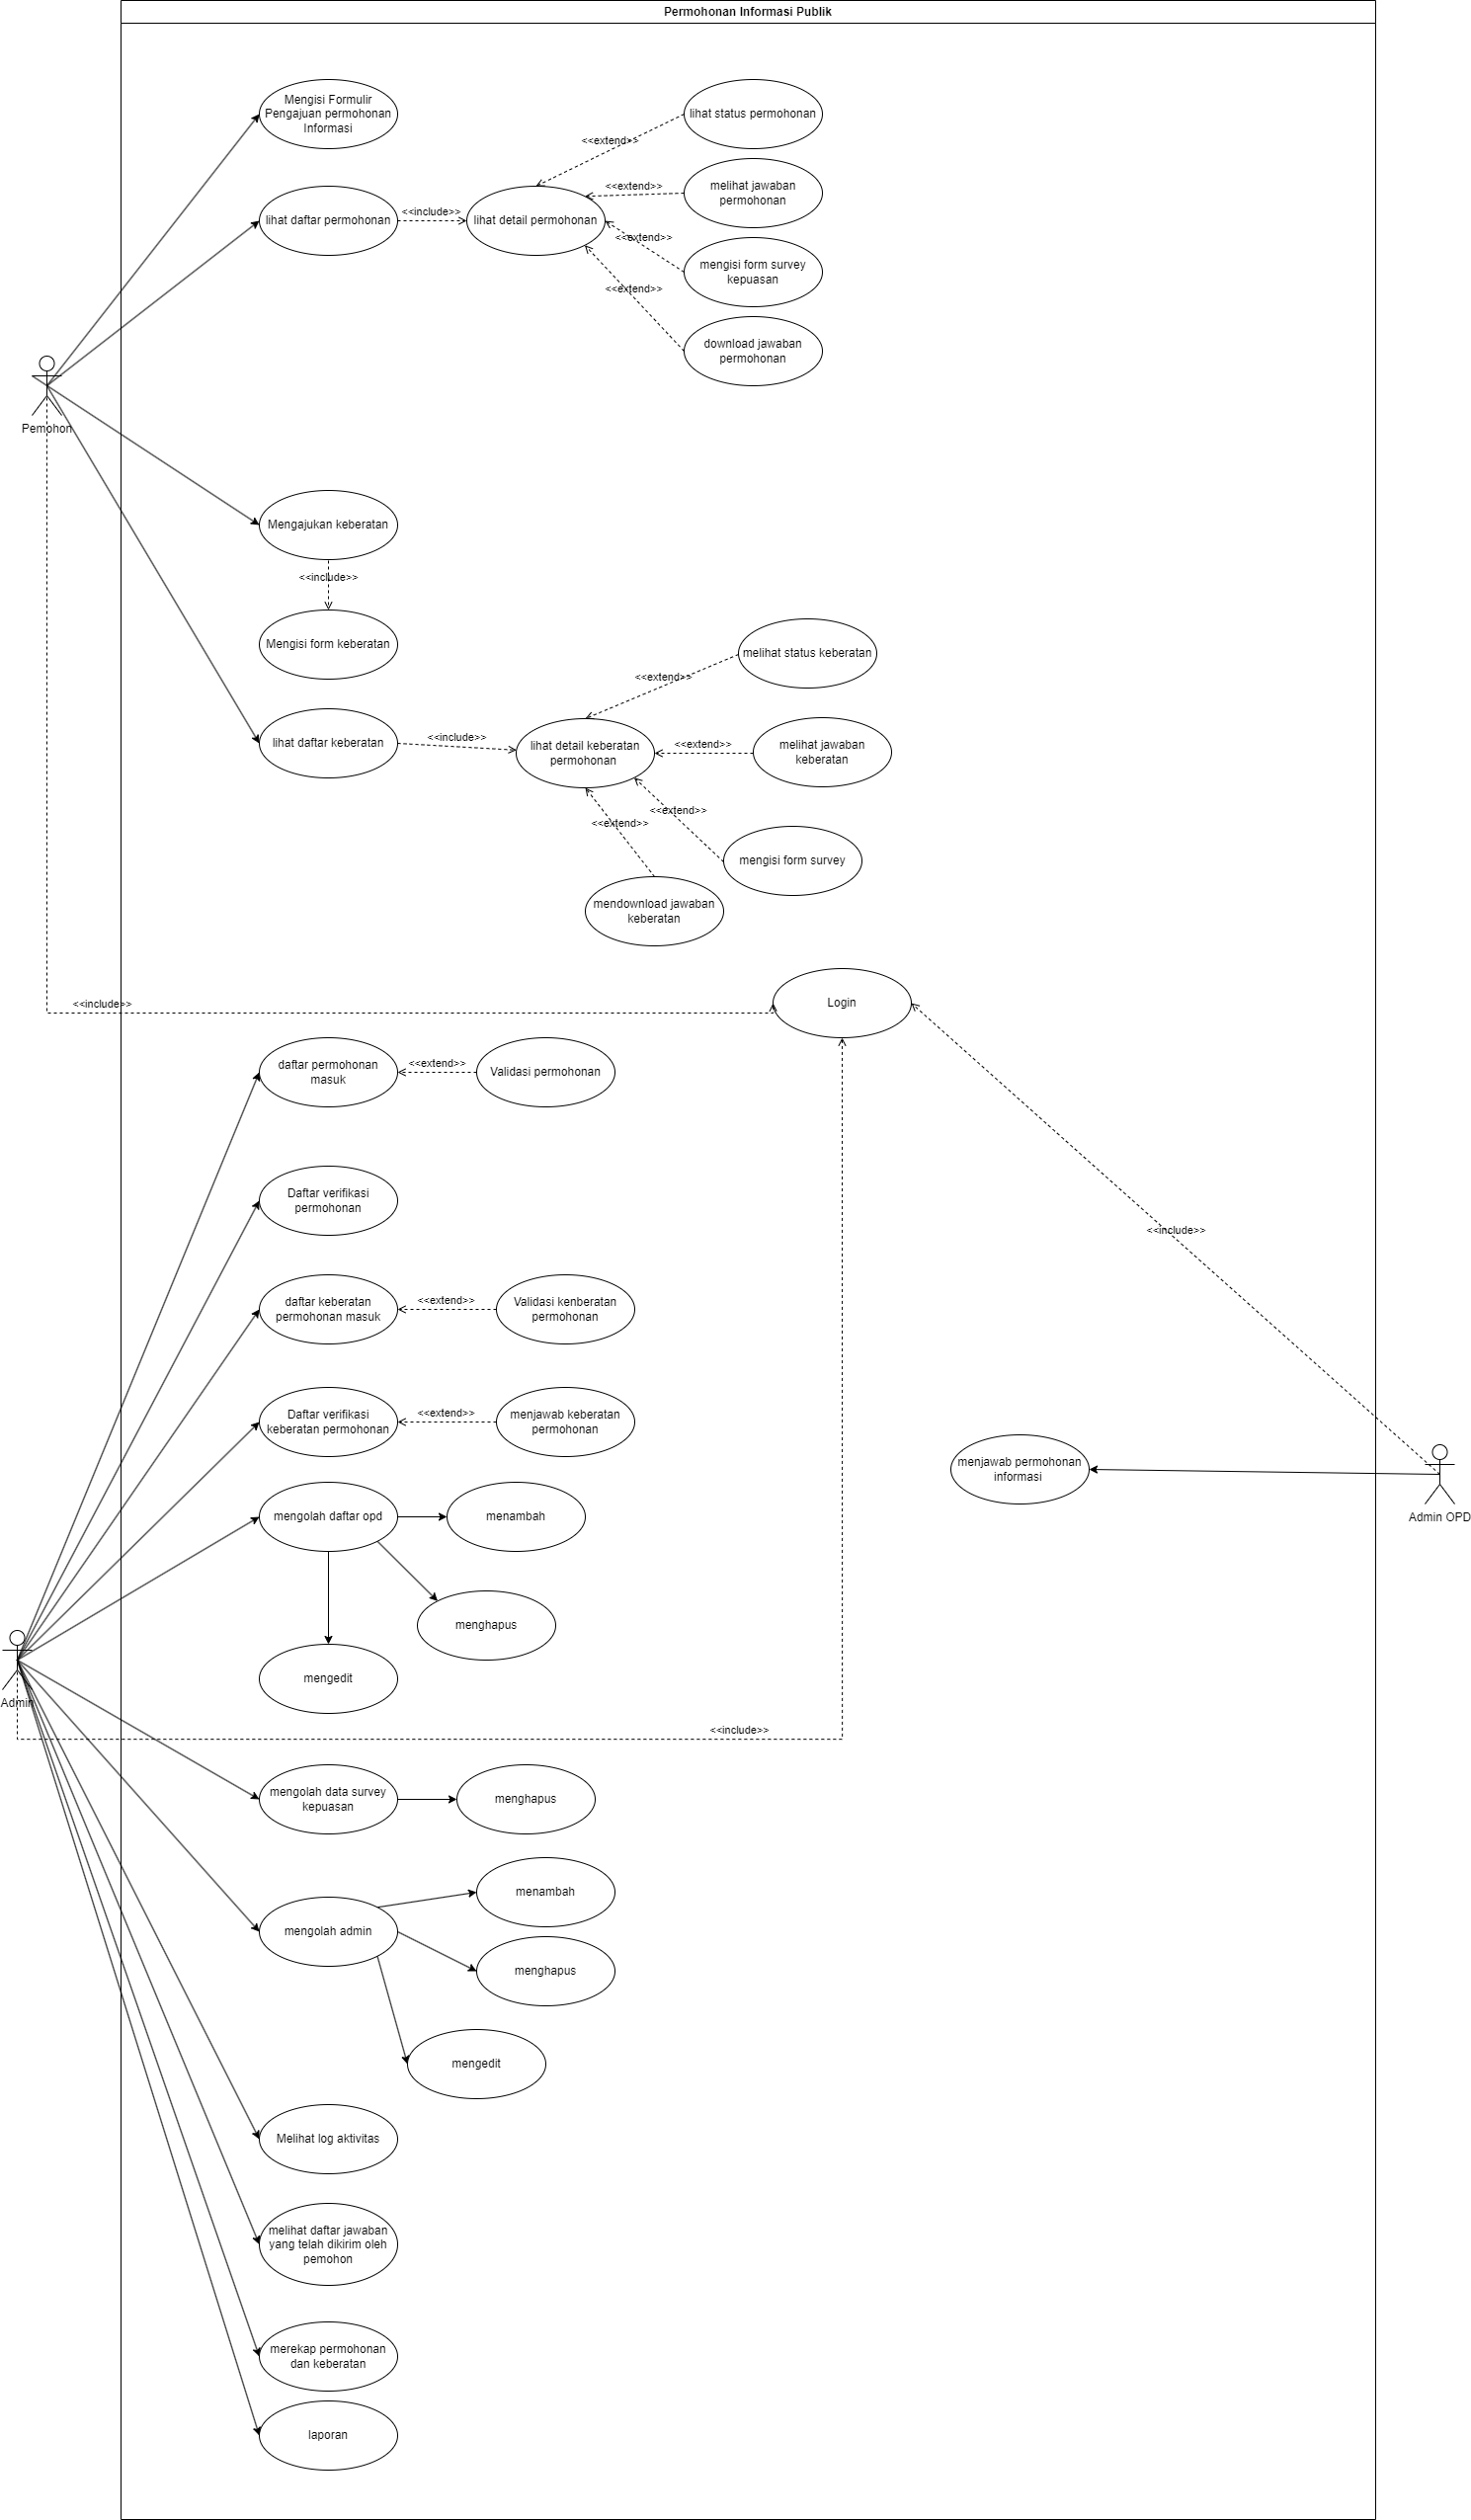 Permohonan Informasi Publik
Mengisi Formulir
Pengajuan permohonan
Informasi
lihat status permohonan
<<extend>>
melihat jawaban
permohonan
<<extend>>
lihat daftar permohonan
<<include>>
lihat detail permohonan
<<extend>>
mengisi form survey
kepuasan
<<extend>>
download jawaban
permohonan
Pemohon
Mengajukan keberatan
<<include>>
Mengisi form keberatan
melihat status keberatan
<<extend>>
lihat daftar keberatan
<<include>>
lihat detail keberatan
permohonan
<<extend>>
melihat jawaban
keberatan
<<extend>>
<<extend>>
mengisi form survey
mendownload jawaban
keberatan
<<include>>
Login
daftar permohonan
masuk
<<extend>>
Validasi permohonan
Daftar verifikasi
permohonan
<<include>>
daftar keberatan
permohonan masuk
<<extend>>
Validasi kenberatan
permohonan
Daftar verifikasi
keberatan permohonan
<<extend>>
menjawab keberatan
permohonan
menjawab permohonan
informasi
Admin OPD
mengolah daftar opd
menambah
menghapus
mengedit
Admin
<<include>>
mengolah data survey
kepuasan
menghapus
menambah
mengolah admin
menghapus
mengedit
Melihat log aktivitas
melihat daftar jawaban
yang telah dikirim oleh
pemohon
merekap permohonan
dan keberatan
laporan